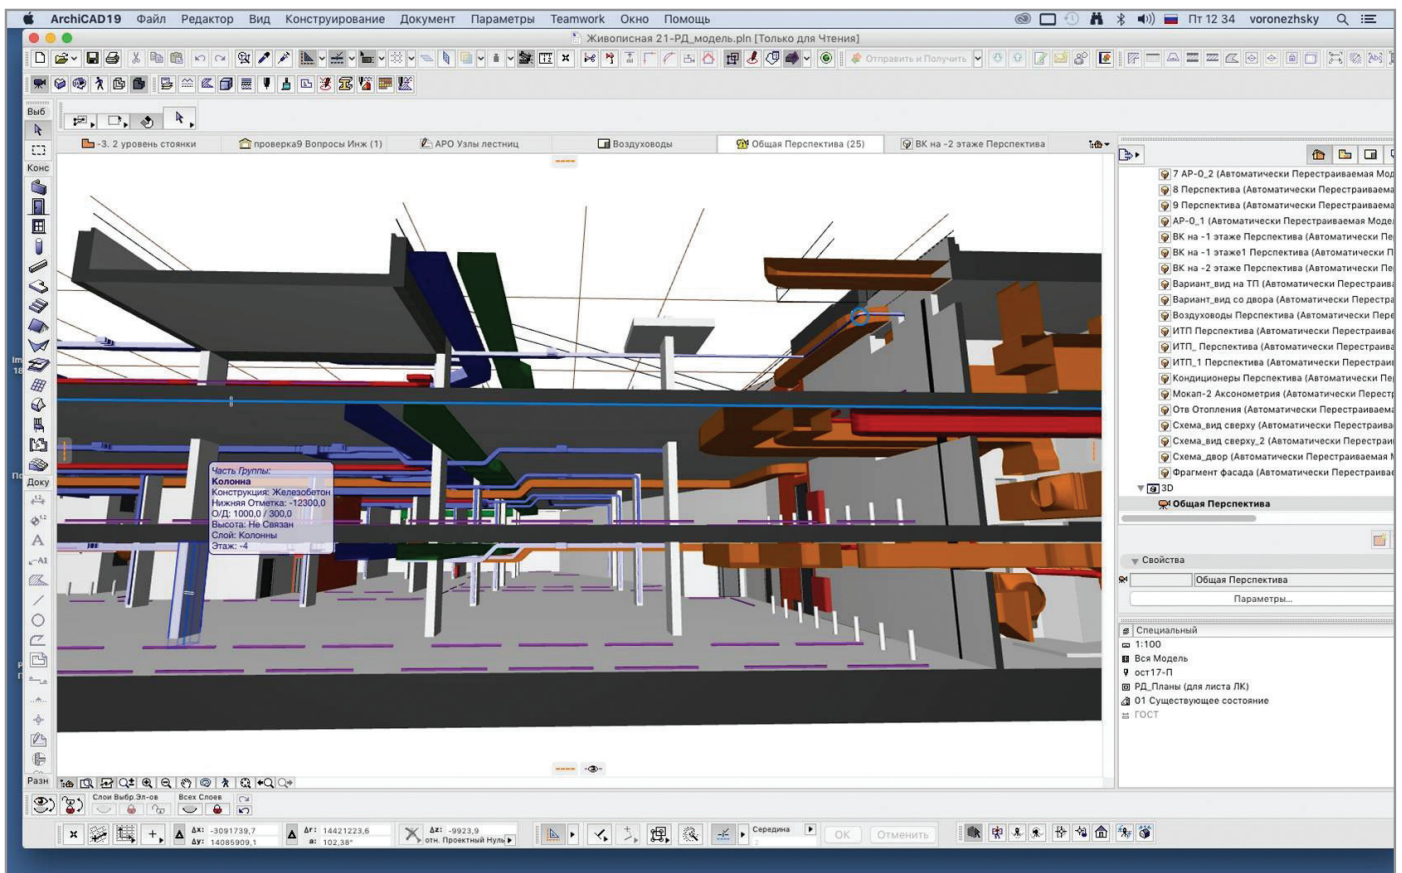 ArchiCAD19 Файл Редактор Вид Конструирование Документ Параметры Teamwork Окно Помощь Пт 12 34 voronezhsky
Живописная 21-РД_модель.pln [Только для Чтения]
Отправить и Получить
Выб
-3. 2 уровень стоянки проверка9 Вопросы Инж (1) АРО Узлы лестниц Воздуховоды Общая Перспектива (25) ВК на -2 этаже Перспектива
Конс
7 АР-0_2 (Автоматически Перестраиваемая Мод
8 Перспектива (Автоматически Перестраиваема
9 Перспектива (Автоматически Перестраиваема
АР-0_1 (Автоматически Перестраиваемая Моде
ВК на -1 этаже Перспектива (Автоматически Пе
ВК на -1 этаже1 Перспектива (Автоматически П
ВК на -2 этаже Перспектива (Автоматически Пе
Вариант_вид на ТП (Автоматически Перестраива
Вариант_вид со двора (Автоматически Перестра
Воздуховоды Перспектива (Автоматически Пере
ИТП Перспектива (Автоматически Перестраивае
ИТП_ Перспектива (Автоматически Перестраива
ИТП_1 Перспектива (Автоматически Перестраив
Кондиционеры Перспектива (Автоматически Пе
Мокап-2 Аксонометрия (Автоматически Перест
Отв Отопления (Автоматически Перестраиваема
Схема_вид сверху (Автоматически Перестраива
Схема_вид сверху_2 (Автоматически Перестраи
Схема_двор (Автоматически Перестраиваемая М
Фрагмент фасада (Автоматически Перестраивае
3D
Общая Перспектива
Im
18
По
Доку
Часть Группы:
Колонна
Конструкция: Железобетон
Нижняя Отметка: -12300,0
О/Д: 1000,0 / 300,0
Высота: Не Связан
Слой: Колонны
Этаж: -4
A1
Свойства
Общая Перспектива
Параметры...
Специальный
1:100
Вся Модель
ост17-П
РД_Планы (для листа ЛК)
01 Существующее состояние
ГОСТ
Разн
Слои Выбр.Эл-ов Всех Слоев
Δx: -3091739,7 Δr: 14421223,6 Δz: -9923,9 Середина ОК Отменить
Δy: 14085909,1 a: 102,38° отн. Проектный Нуль